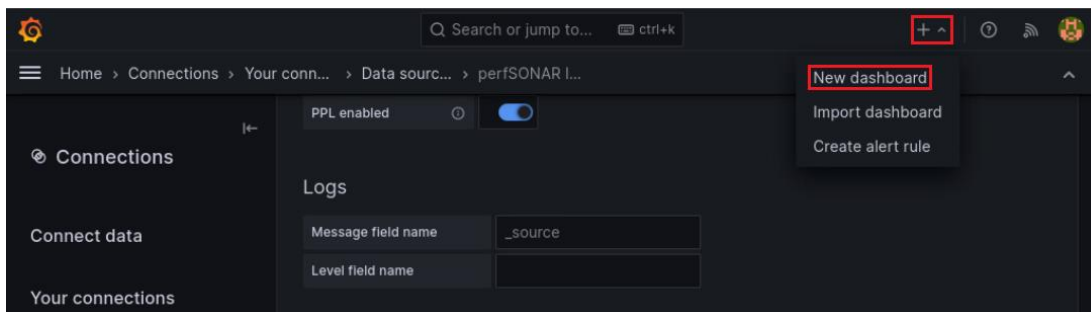 Search or jump to... ctrl+k
Home › Connections › Your conn... › Data sourc... › perfSONAR I...
New dashboard
Import dashboard
Create alert rule
PPL enabled
Connections
Logs
Connect data
Message field name _source
Level field name
Your connections